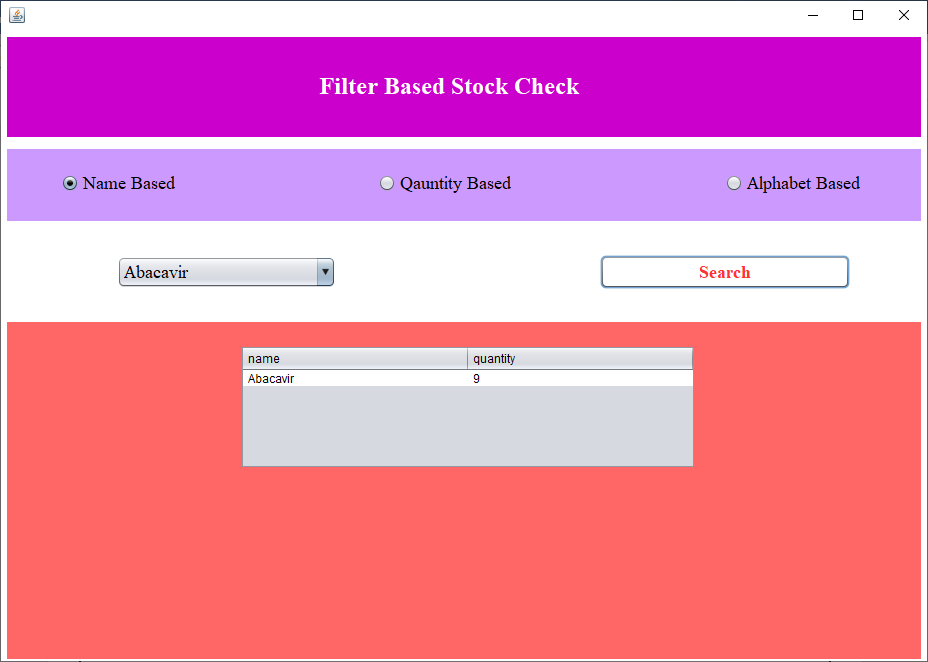 Filter Based Stock Check
Name Based
Qauntity Based
Alphabet Based
Abacavir
Search
name quantity
Abacavir 9